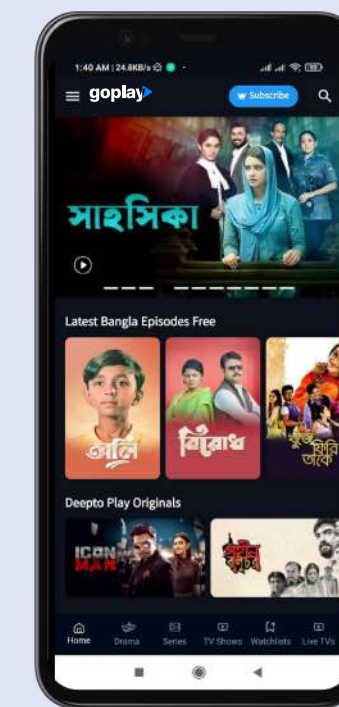 1:40 AM | 24.8KB/s
goplay
Subscribe
সাহসিকা
Latest Bangla Episodes Free
অলি
বিরোধ
খুঁজে ফিরি তাকে
Deepto Play Originals
ICON
MAN
Home Drama Series TV Shows Watchlists Live TVs